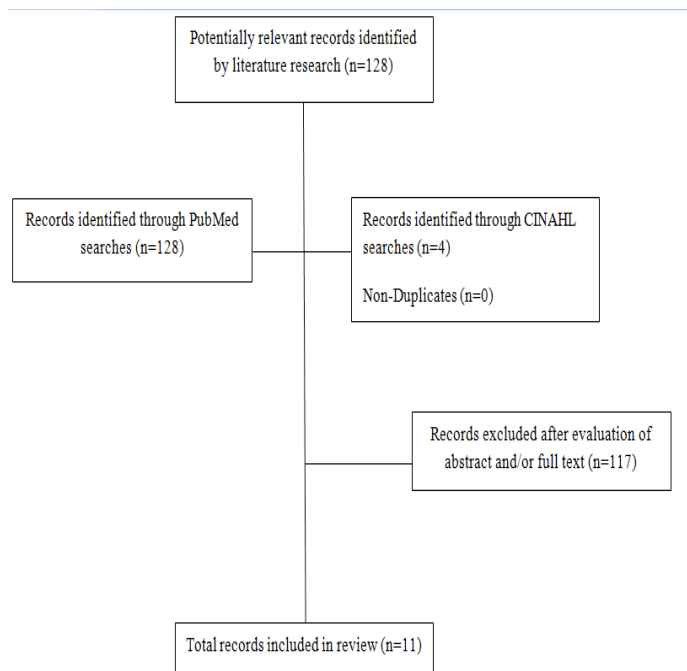 Potentially relevant records identified
by literature research (n=128)
Records identified through PubMed
searches (n=128)
Records identified through CINAHL
searches (n=4)
Non-Duplicates (n=0)
Records excluded after evaluation of
abstract and/or full text (n=117)
Total records included in review (n=11)